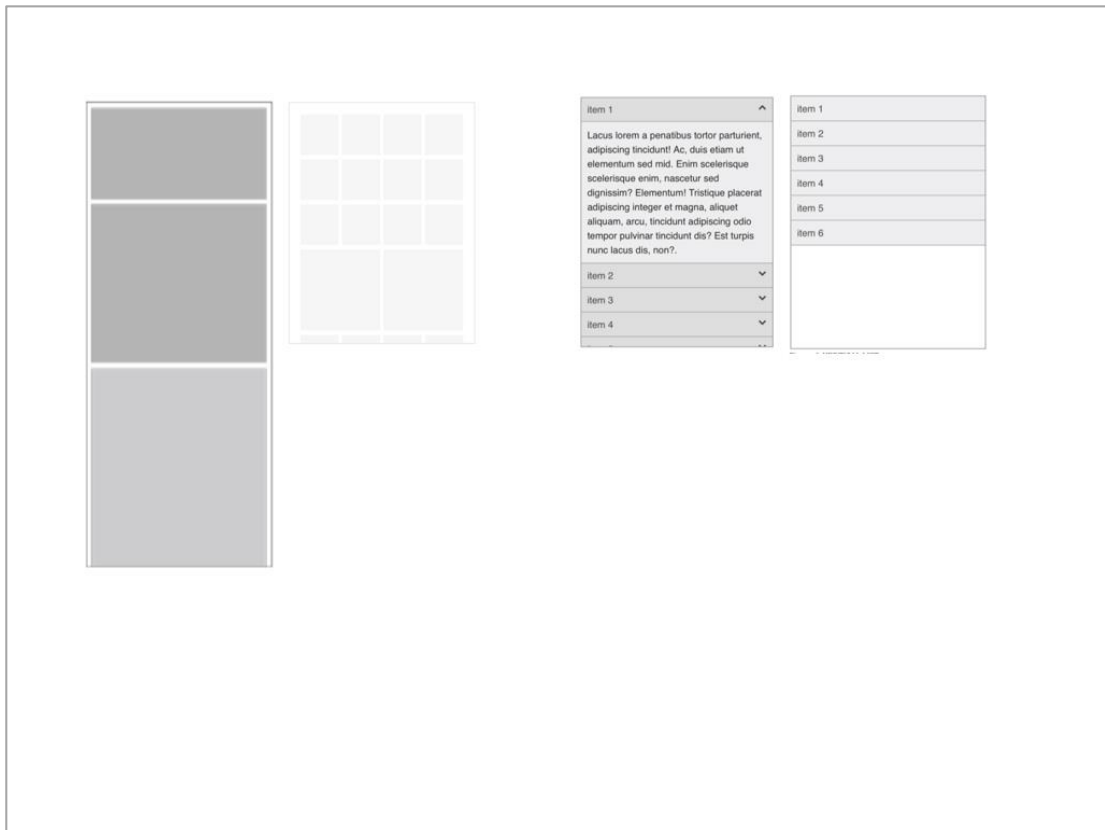 item 1
Lacus lorem a penatibus tortor parturient,
adipiscing tincidunt! Ac, duis etiam ut
elementum sed mid. Enim scelerisque
scelerisque enim, nascetur sed
dignissim? Elementum! Tristique placerat
adipiscing integer et magna, aliquet
aliquam, arcu, tincidunt adipiscing odio
tempor pulvinar tincidunt dis? Est turpis
nunc lacus dis, non?.
item 2
item 3
item 4
item 1
item 2
item 3
item 4
item 5
item 6